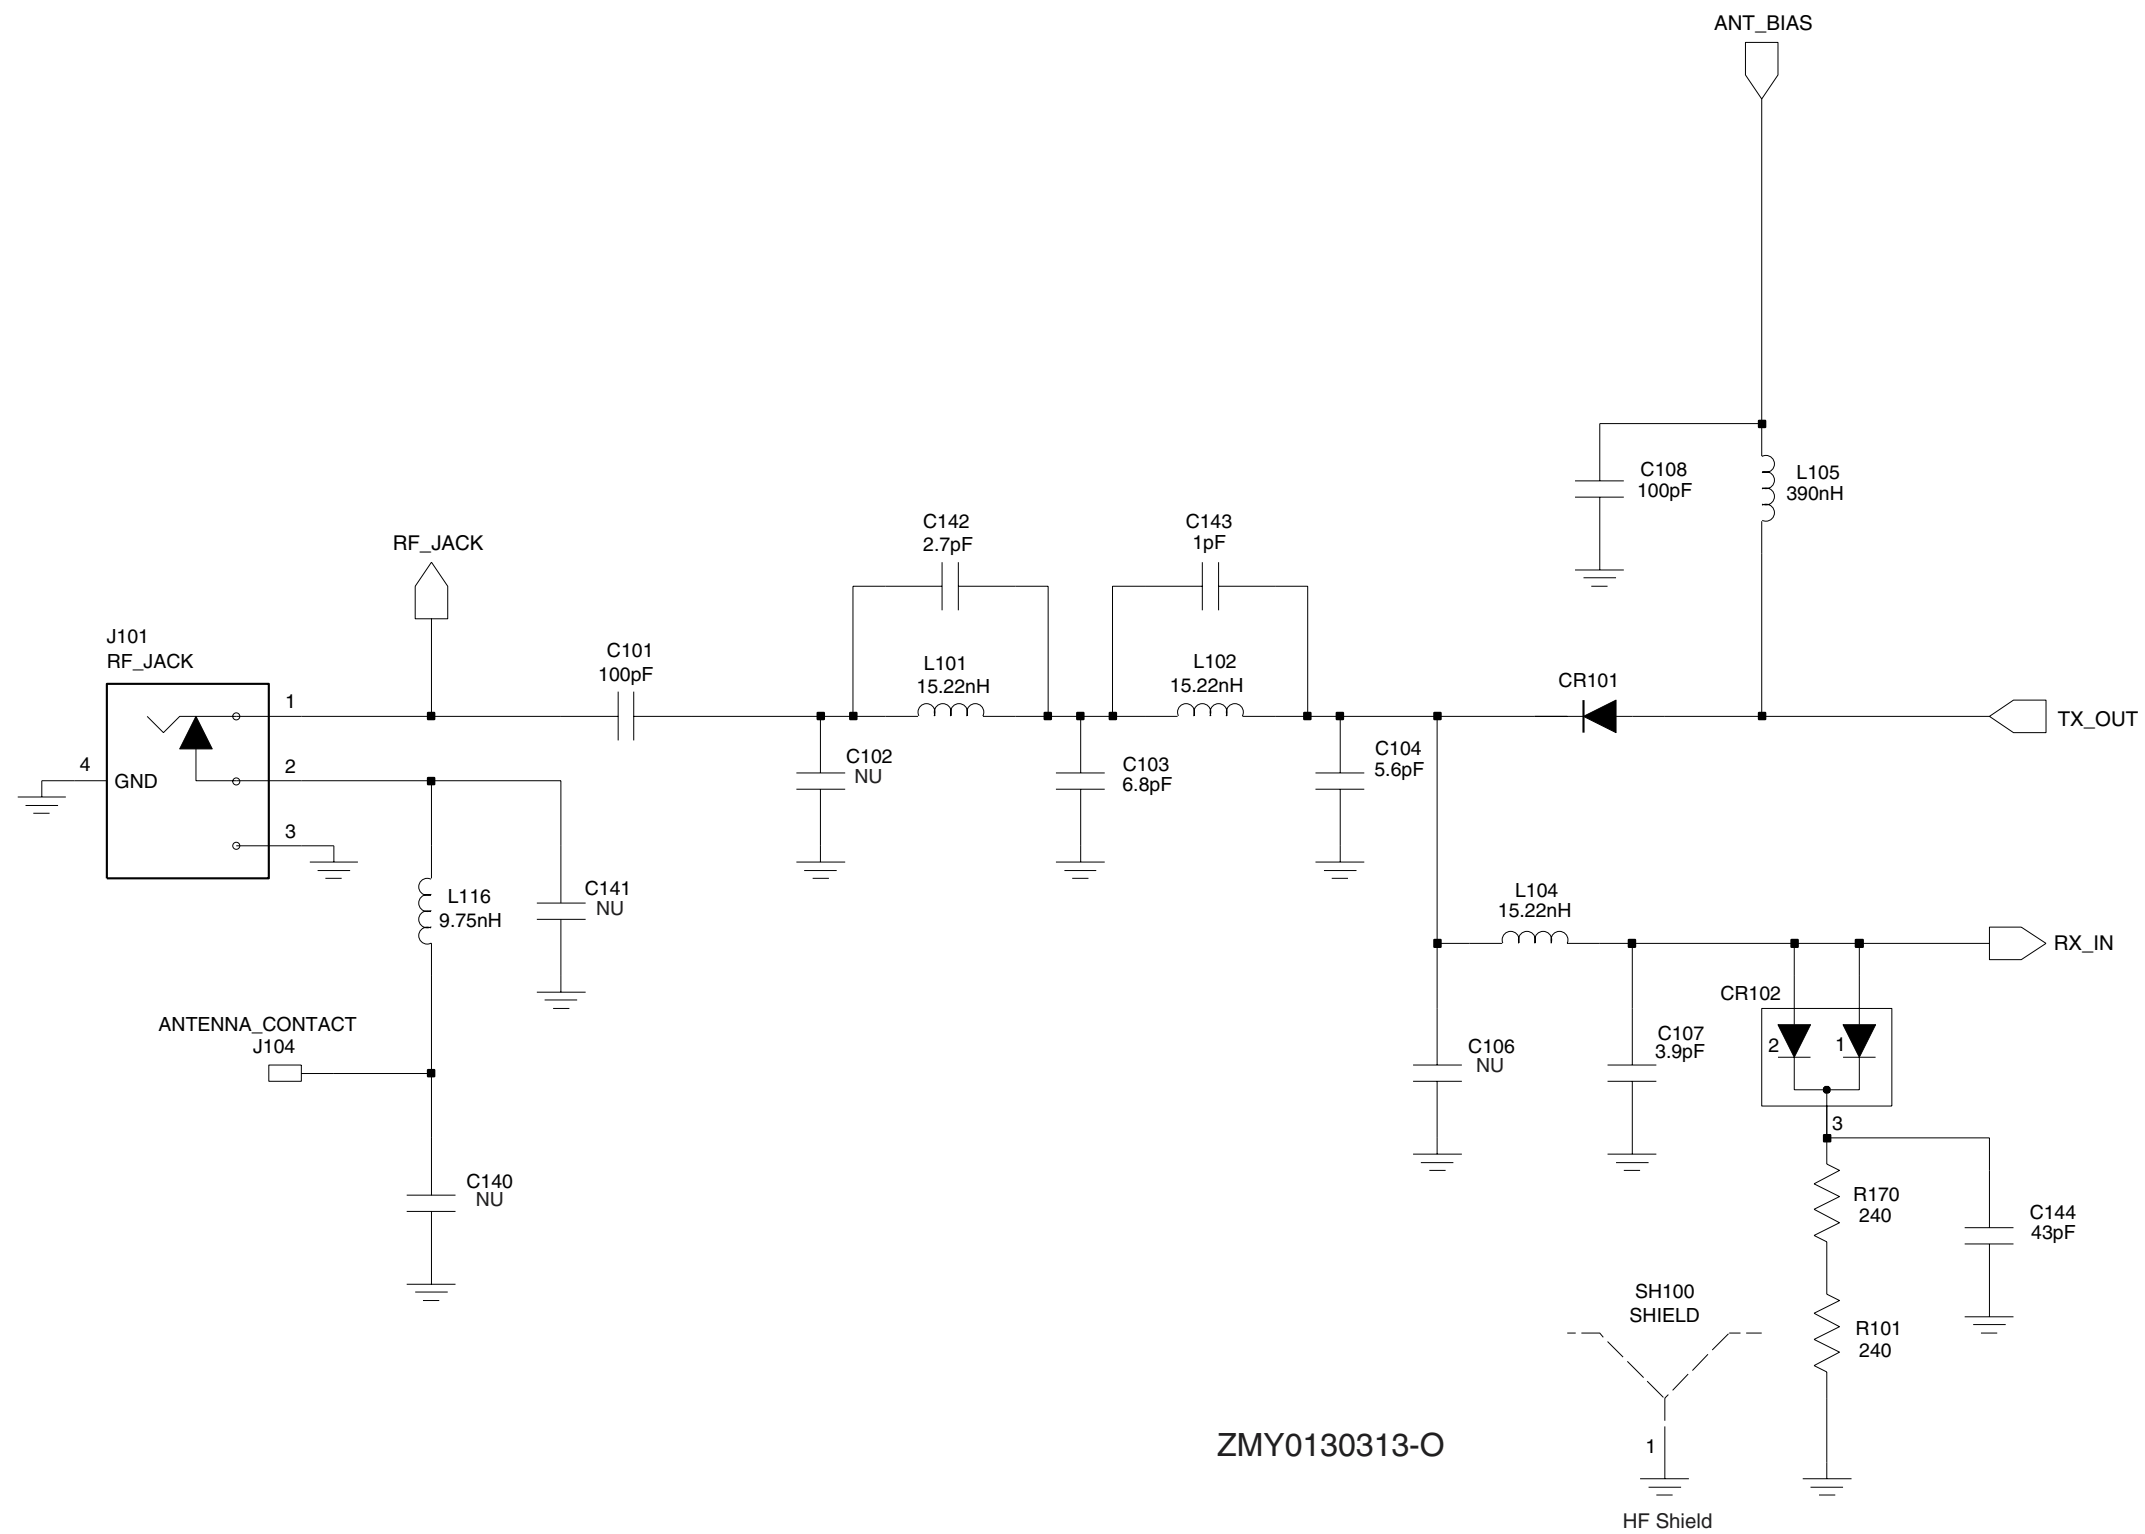 ANT_BIAS
C108
100pF
L105
390nH
C142
2.7pF
C143
1pF
RF_JACK
J101
RF_JACK
C101
100pF
L101
15.22nH
L102
15.22nH
CR101
TX_OUT
1
2
3
4
GND
C102
NU
C103
6.8pF
C104
5.6pF
L116
9.75nH
C141
NU
L104
15.22nH
RX_IN
ANTENNA_CONTACT
J104
CR102
2
1
3
C106
NU
C107
3.9pF
C140
NU
R170
240
C144
43pF
SH100
SHIELD
R101
240
ZMY0130313-O
1
HF Shield